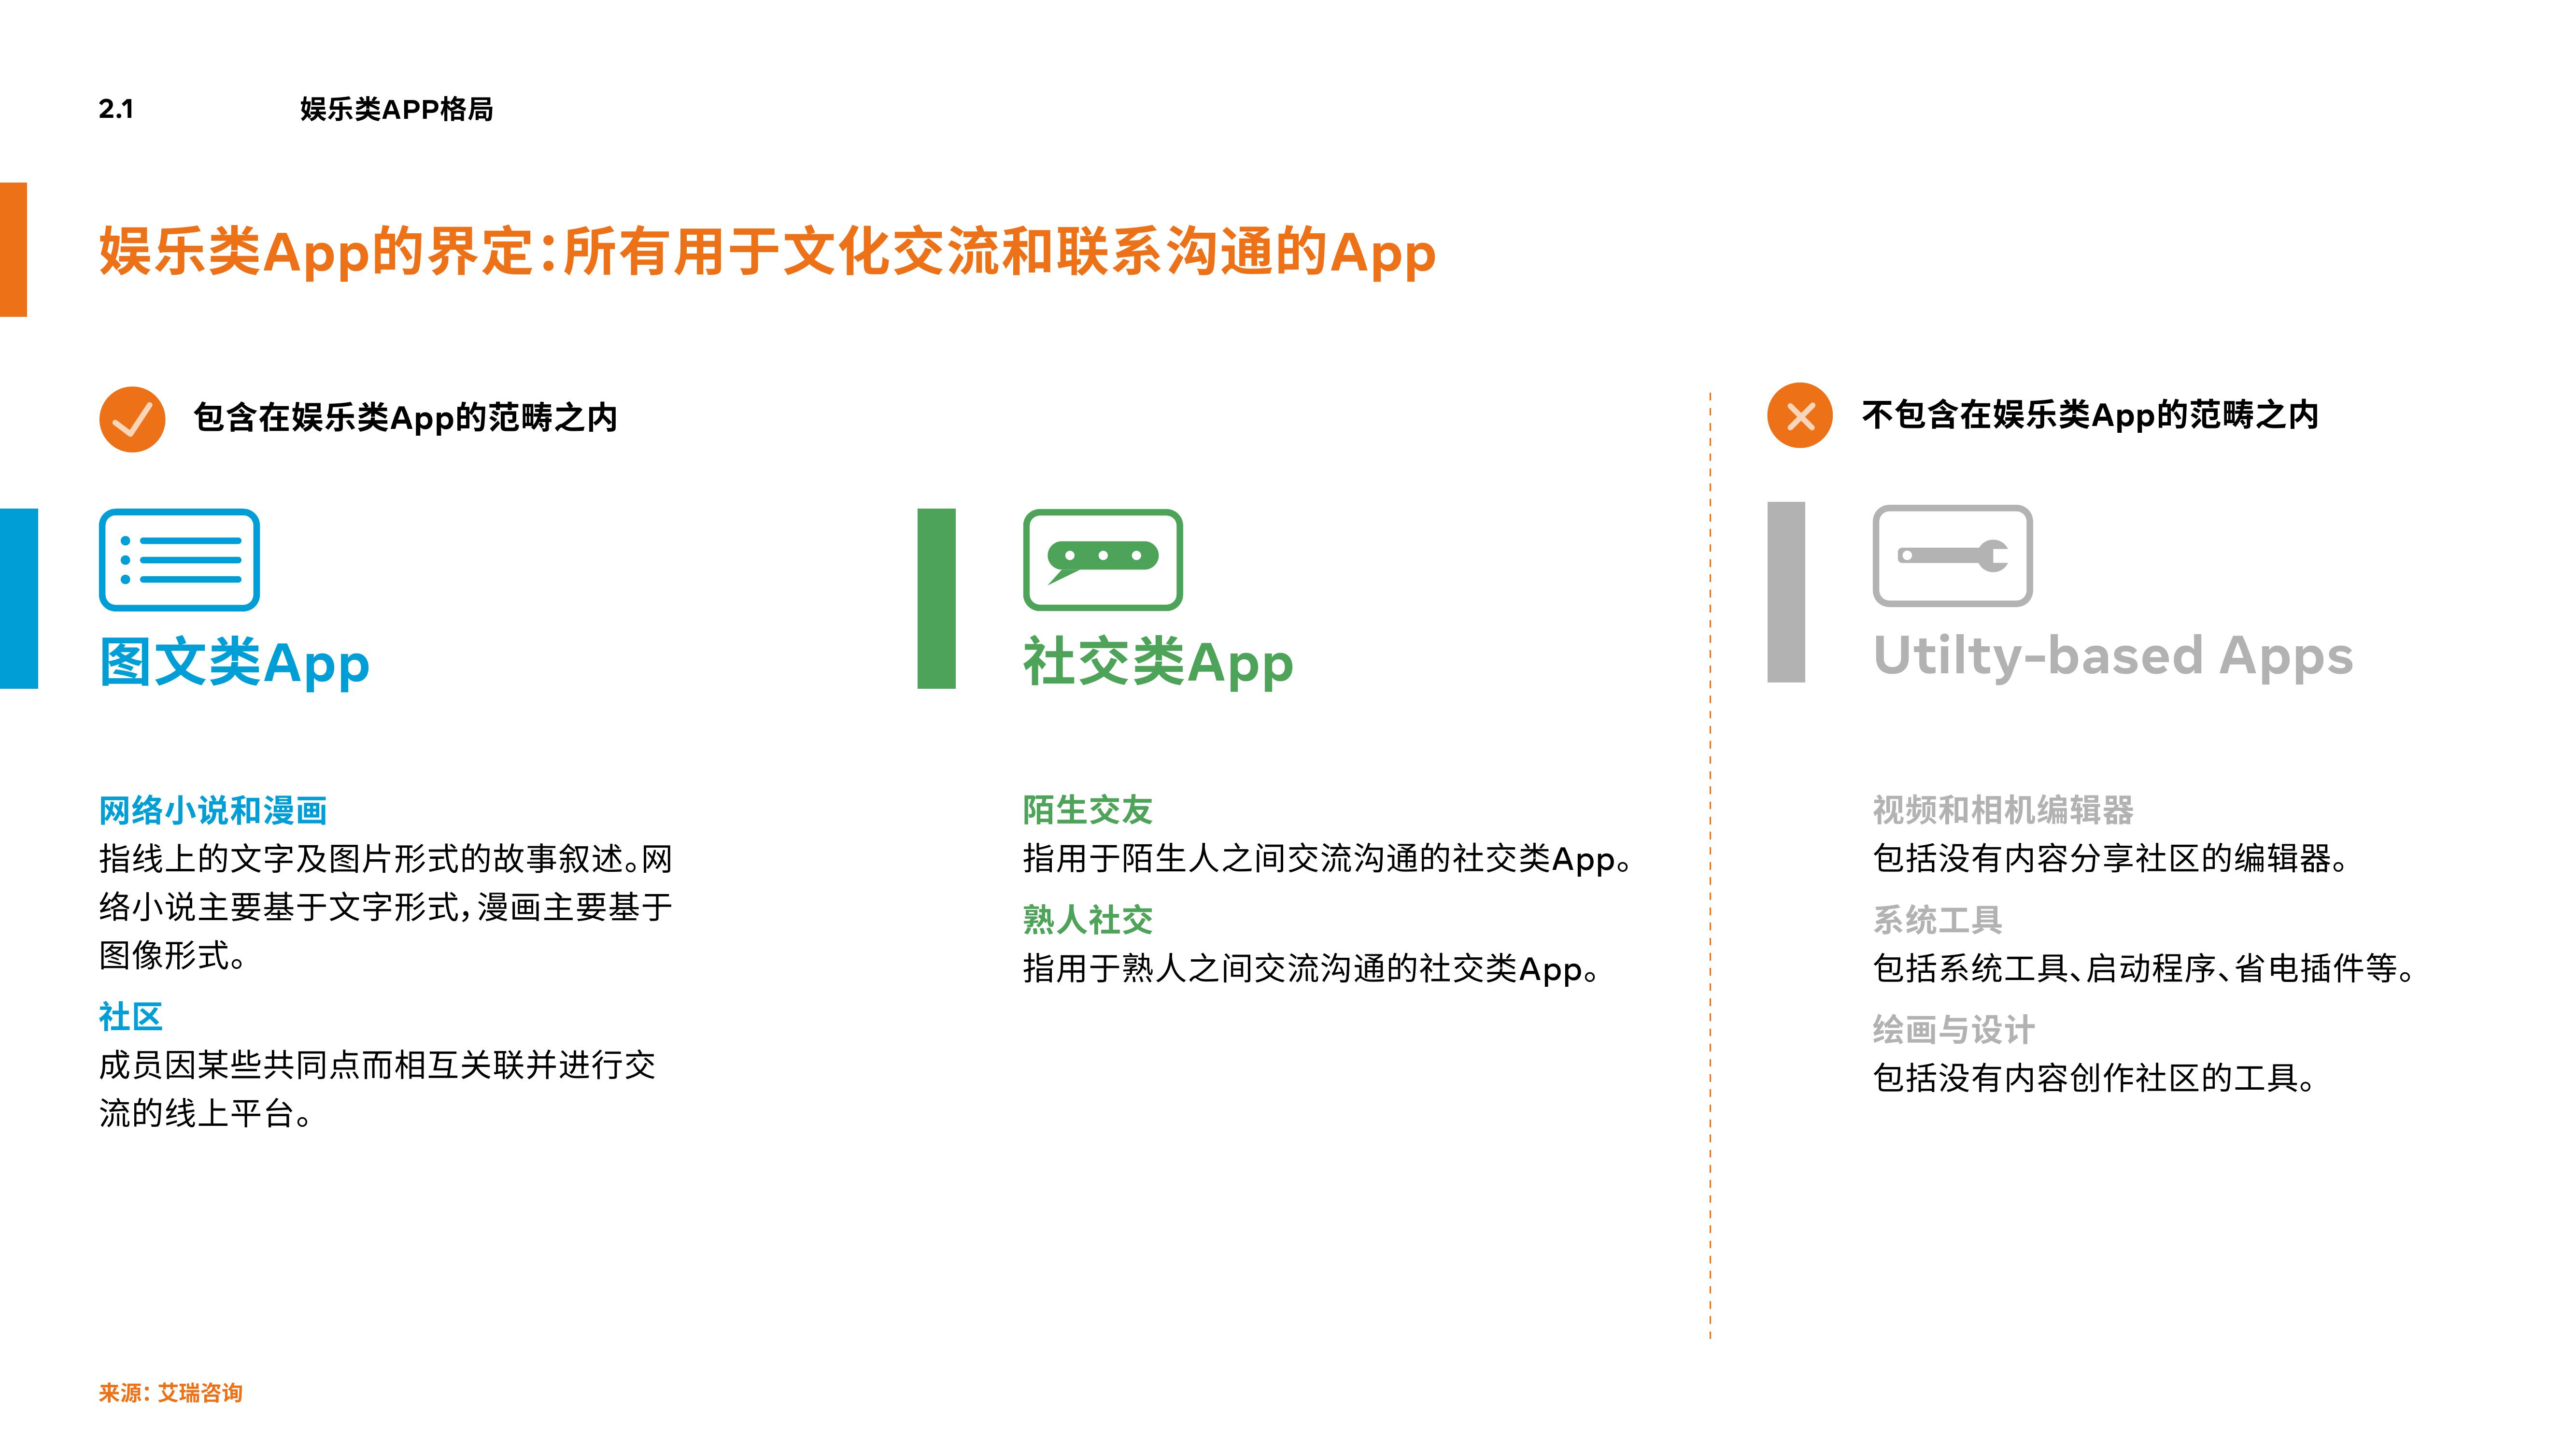 2.1
娱乐类APP格局
娱乐类App的界定：所有用于文化交流和联系沟通的App
包含在娱乐类App的范畴之内
图文类App
网络小说和漫画
指线上的文字及图片形式的故事叙述。网
络小说主要基于文字形式，漫画主要基于
图像形式。
社区
成员因某些共同点而相互关联并进行交
流的线上平台。
社交类App
陌生交友
指用于陌生人之间交流沟通的社交类App。
熟人社交
指用于熟人之间交流沟通的社交类App。
不包含在娱乐类App的范畴之内
Utilty-based Apps
视频和相机编辑器
包括没有内容分享社区的编辑器。
系统工具
包括系统工具、启动程序、省电插件等。
绘画与设计
包括没有内容创作社区的工具。
来源：艾瑞咨询